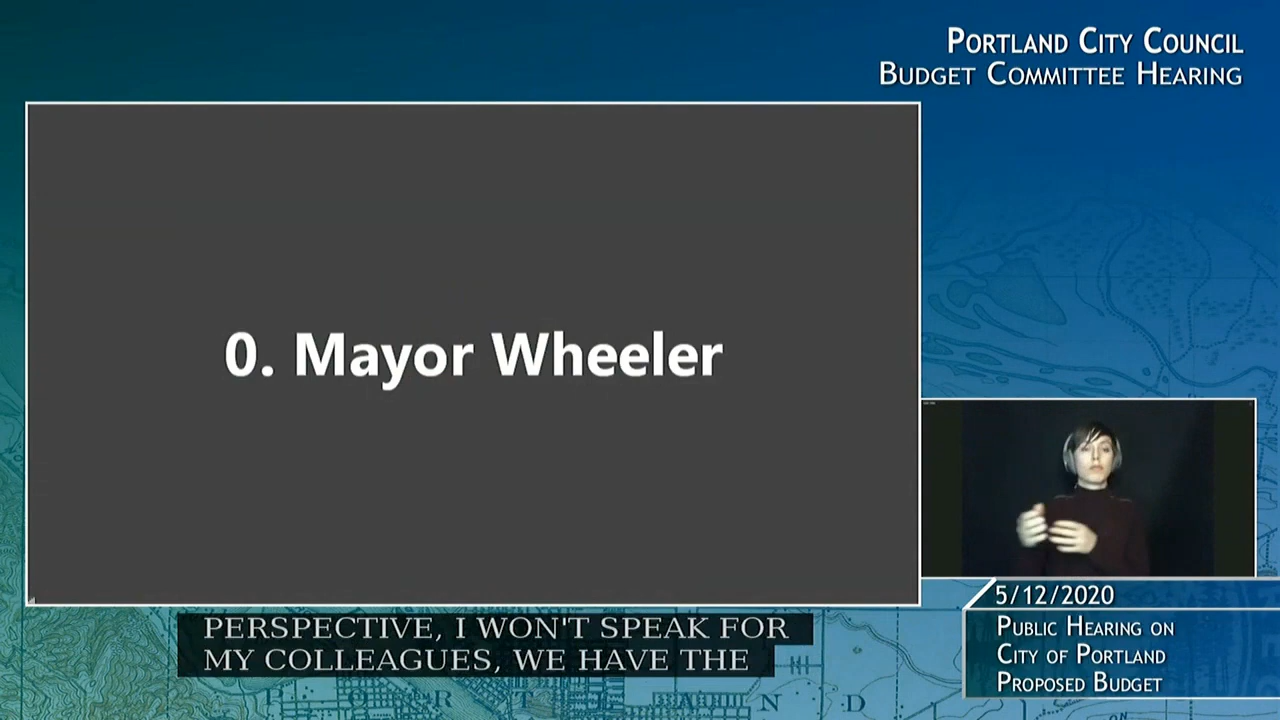 PORTLAND CITY COUNCIL
BUDGET COMMITTEE HEARING
0. Mayor Wheeler
PERSPECTIVE, I WON'T SPEAK FOR
MY COLLEAGUES, WE HAVE THE
5/12/2020
PUBLIC HEARING ON
CITY OF PORTLAND
PROPOSED BUDGET
R T L A N D